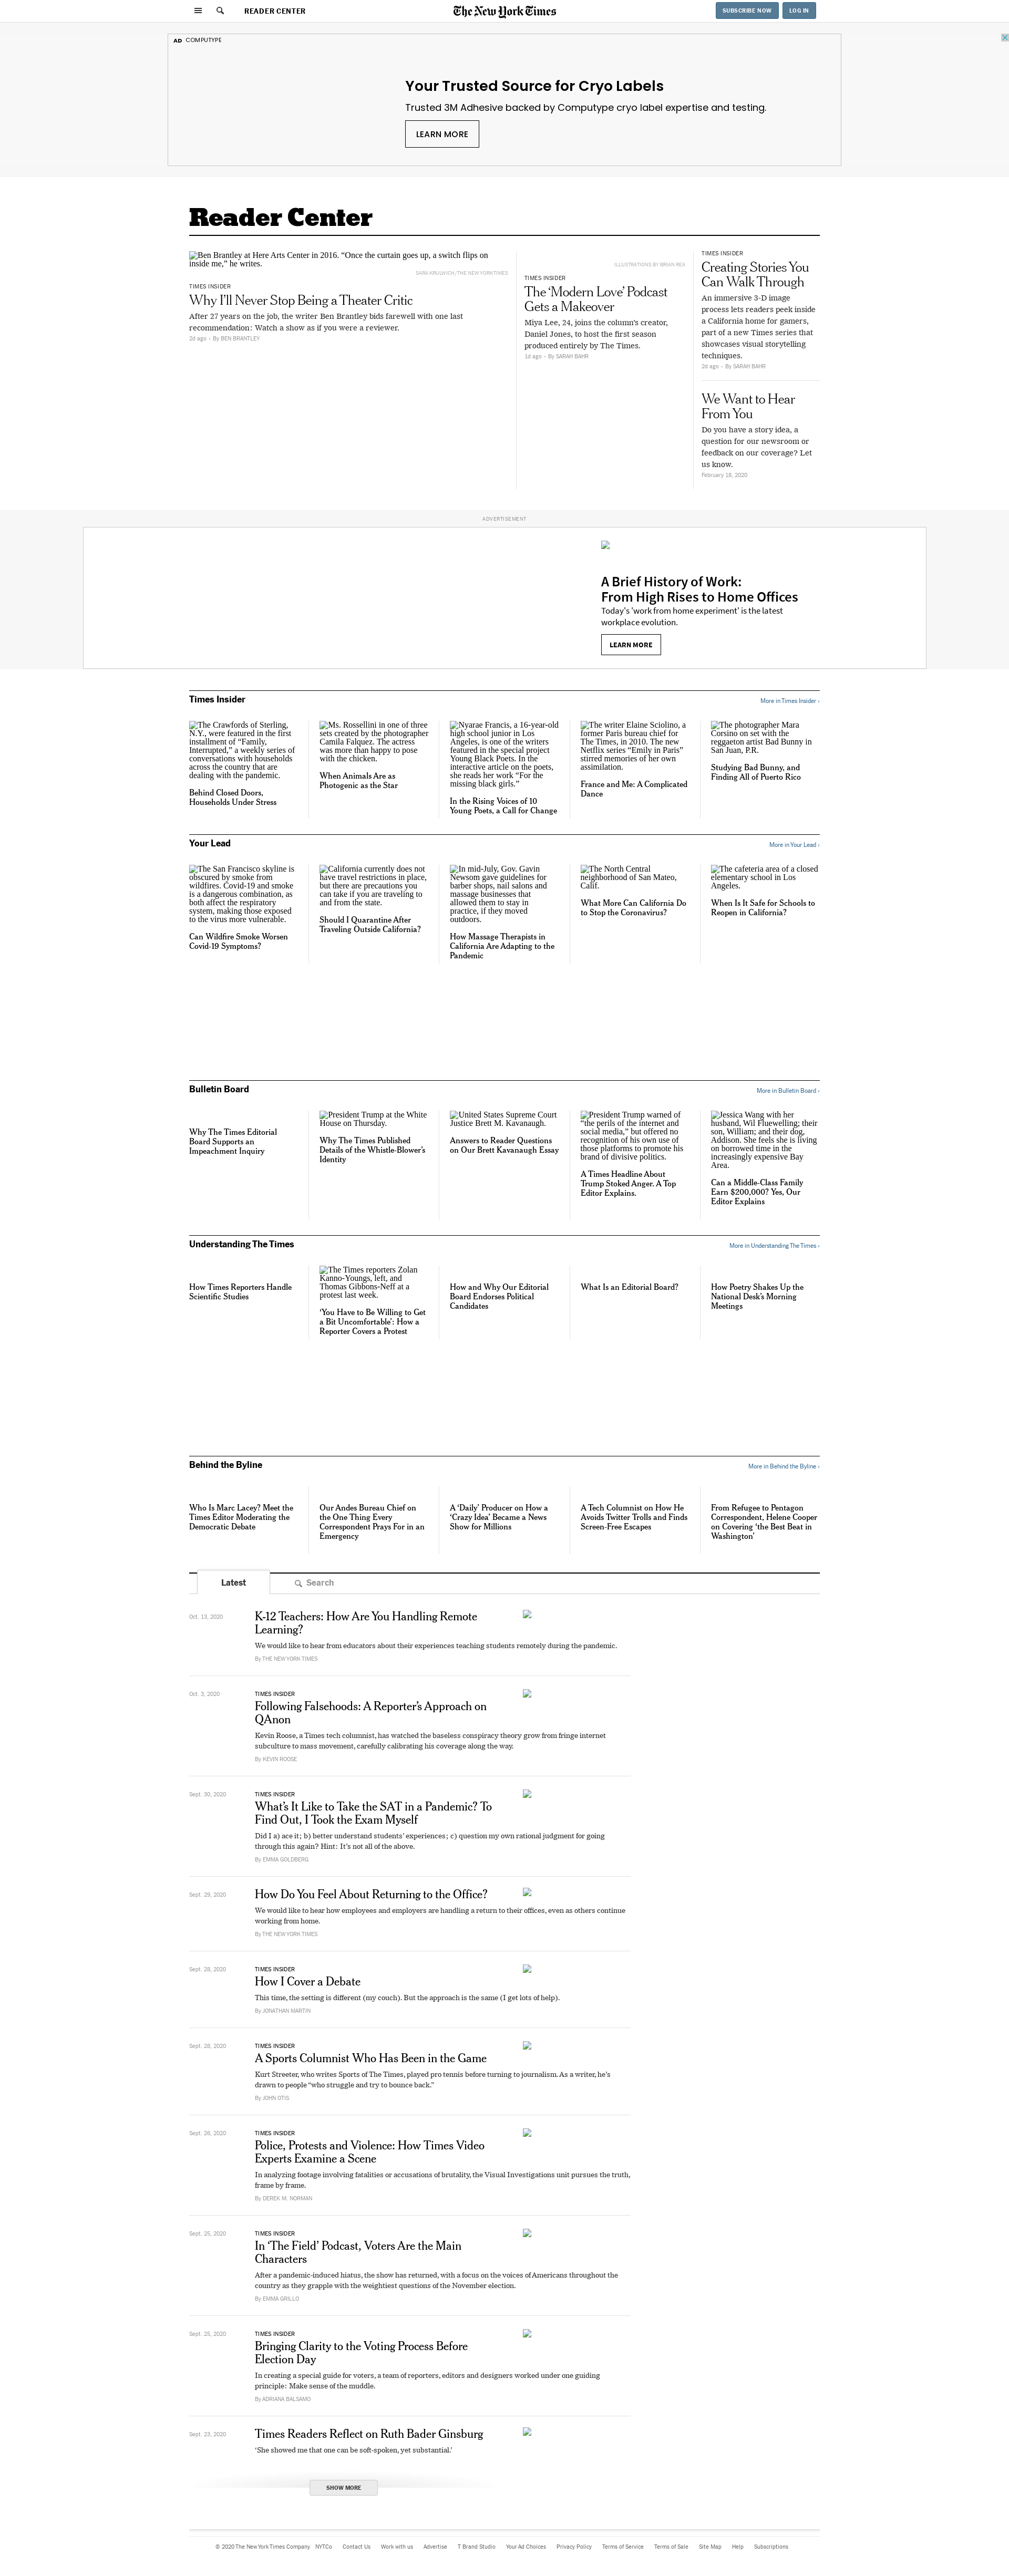 READER CENTER
The New York Times
SUBSCRIBE NOW
LOG IN
AD COMPUTYPE
Your Trusted Source for Cryo Labels
Trusted 3M Adhesive backed by Computype cryo label expertise and testing.
LEARN MORE
Reader Center
Ben Brantley at Here Arts Center in 2016. “Once the curtain goes up, a switch flips on
inside me,” he writes.
SARA KRULWICH/THE NEW YORK TIMES
TIMES INSIDER
Why I’ll Never Stop Being a Theater Critic
After 27 years on the job, the writer Ben Brantley bids farewell with one last
recommendation: Watch a show as if you were a reviewer.
2d ago · By BEN BRANTLEY
ILLUSTRATIONS BY BRIAN REA
TIMES INSIDER
The ‘Modern Love’ Podcast
Gets a Makeover
Miya Lee, 24, joins the column’s creator,
Daniel Jones, to host the first season
produced entirely by The Times.
1d ago · By SARAH BAHR
TIMES INSIDER
Creating Stories You
Can Walk Through
An immersive 3-D image
process lets readers peek inside
a California home for gamers,
part of a new Times series that
showcases visual storytelling
techniques.
2d ago · By SARAH BAHR
We Want to Hear
From You
Do you have a story idea, a
question for our newsroom or
feedback on our coverage? Let
us know.
February 18, 2020
ADVERTISEMENT
A Brief History of Work:
From High Rises to Home Offices
Today's 'work from home experiment' is the latest
workplace evolution.
LEARN MORE
Times Insider
More in Times Insider ›
The Crawfords of Sterling,
N.Y., were featured in the first
installment of “Family,
Interrupted,” a weekly series of
conversations with households
across the country that are
dealing with the pandemic.
Behind Closed Doors,
Households Under Stress
Ms. Rossellini in one of three
sets created by the photographer
Camila Falquez. The actress
was more than happy to pose
with the chicken.
When Animals Are as
Photogenic as the Star
Nyarae Francis, a 16-year-old
high school junior in Los
Angeles, is one of the writers
featured in the special project
Young Black Poets. In the
interactive article on the poets,
she reads her work “For the
missing black girls.”
In the Rising Voices of 10
Young Poets, a Call for Change
The writer Elaine Sciolino, a
former Paris bureau chief for
The Times, in 2010. The new
Netflix series “Emily in Paris”
stirred memories of her own
assimilation.
France and Me: A Complicated
Dance
The photographer Mara
Corsino on set with the
reggaeton artist Bad Bunny in
San Juan, P.R.
Studying Bad Bunny, and
Finding All of Puerto Rico
Your Lead
More in Your Lead ›
The San Francisco skyline is
obscured by smoke from
wildfires. Covid-19 and smoke
is a dangerous combination, as
both affect the respiratory
system, making those exposed
to the virus more vulnerable.
Can Wildfire Smoke Worsen
Covid-19 Symptoms?
California currently does not
have travel restrictions in place,
but there are precautions you
can take if you are traveling to
and from the state.
Should I Quarantine After
Traveling Outside California?
In mid-July, Gov. Gavin
Newsom gave guidelines for
barber shops, nail salons and
massage businesses that
allowed them to stay in
practice, if they moved
outdoors.
How Massage Therapists in
California Are Adapting to the
Pandemic
The North Central
neighborhood of San Mateo,
Calif.
What More Can California Do
to Stop the Coronavirus?
The cafeteria area of a closed
elementary school in Los
Angeles.
When Is It Safe for Schools to
Reopen in California?
Bulletin Board
More in Bulletin Board ›
Why The Times Editorial
Board Supports an
Impeachment Inquiry
President Trump at the White
House on Thursday.
Why The Times Published
Details of the Whistle-Blower’s
Identity
United States Supreme Court
Justice Brett M. Kavanaugh.
Answers to Reader Questions
on Our Brett Kavanaugh Essay
President Trump warned of
“the perils of the internet and
social media,” but offered no
recognition of his own use of
those platforms to promote his
brand of divisive politics.
A Times Headline About
Trump Stoked Anger. A Top
Editor Explains.
Jessica Wang with her
husband, Wil Fluewelling; their
son, William; and their dog,
Addison. She feels she is living
on borrowed time in the
increasingly expensive Bay
Area.
Can a Middle-Class Family
Earn $200,000? Yes, Our
Editor Explains
Understanding The Times
More in Understanding The Times ›
How Times Reporters Handle
Scientific Studies
The Times reporters Zolan
Kanno-Youngs, left, and
Thomas Gibbons-Neff at a
protest last week.
‘You Have to Be Willing to Get
a Bit Uncomfortable’: How a
Reporter Covers a Protest
How and Why Our Editorial
Board Endorses Political
Candidates
What Is an Editorial Board?
How Poetry Shakes Up the
National Desk’s Morning
Meetings
Behind the Byline
More in Behind the Byline ›
Who Is Marc Lacey? Meet the
Times Editor Moderating the
Democratic Debate
Our Andes Bureau Chief on
the One Thing Every
Correspondent Prays For in an
Emergency
A ‘Daily’ Producer on How a
‘Crazy Idea’ Became a News
Show for Millions
A Tech Columnist on How He
Avoids Twitter Trolls and Finds
Screen-Free Escapes
From Refugee to Pentagon
Correspondent, Helene Cooper
on Covering ‘the Best Beat in
Washington’
Latest
Search
Oct. 13, 2020
K-12 Teachers: How Are You Handling Remote
Learning?
We would like to hear from educators about their experiences teaching students remotely during the pandemic.
By THE NEW YORK TIMES
Oct. 3, 2020
TIMES INSIDER
Following Falsehoods: A Reporter’s Approach on
QAnon
Kevin Roose, a Times tech columnist, has watched the baseless conspiracy theory grow from fringe internet
subculture to mass movement, carefully calibrating his coverage along the way.
By KEVIN ROOSE
Sept. 30, 2020
TIMES INSIDER
What’s It Like to Take the SAT in a Pandemic? To
Find Out, I Took the Exam Myself
Did I a) ace it; b) better understand students’ experiences; c) question my own rational judgment for going
through this again? Hint: It’s not all of the above.
By EMMA GOLDBERG
Sept. 29, 2020
How Do You Feel About Returning to the Office?
We would like to hear how employees and employers are handling a return to their offices, even as others continue
working from home.
By THE NEW YORK TIMES
Sept. 28, 2020
TIMES INSIDER
How I Cover a Debate
This time, the setting is different (my couch). But the approach is the same (I get lots of help).
By JONATHAN MARTIN
Sept. 28, 2020
TIMES INSIDER
A Sports Columnist Who Has Been in the Game
Kurt Streeter, who writes Sports of The Times, played pro tennis before turning to journalism. As a writer, he’s
drawn to people “who struggle and try to bounce back.”
By JOHN OTIS
Sept. 26, 2020
TIMES INSIDER
Police, Protests and Violence: How Times Video
Experts Examine a Scene
In analyzing footage involving fatalities or accusations of brutality, the Visual Investigations unit pursues the truth,
frame by frame.
By DEREK M. NORMAN
Sept. 25, 2020
TIMES INSIDER
In ‘The Field’ Podcast, Voters Are the Main
Characters
After a pandemic-induced hiatus, the show has returned, with a focus on the voices of Americans throughout the
country as they grapple with the weightiest questions of the November election.
By EMMA GRILLO
Sept. 25, 2020
TIMES INSIDER
Bringing Clarity to the Voting Process Before
Election Day
In creating a special guide for voters, a team of reporters, editors and designers worked under one guiding
principle: Make sense of the muddle.
By ADRIANA BALSAMO
Sept. 23, 2020
Times Readers Reflect on Ruth Bader Ginsburg
‘She showed me that one can be soft-spoken, yet substantial.’
SHOW MORE
© 2020 The New York Times Company NYTCo Contact Us Work with us Advertise T Brand Studio Your Ad Choices Privacy Policy Terms of Service Terms of Sale Site Map Help Subscriptions